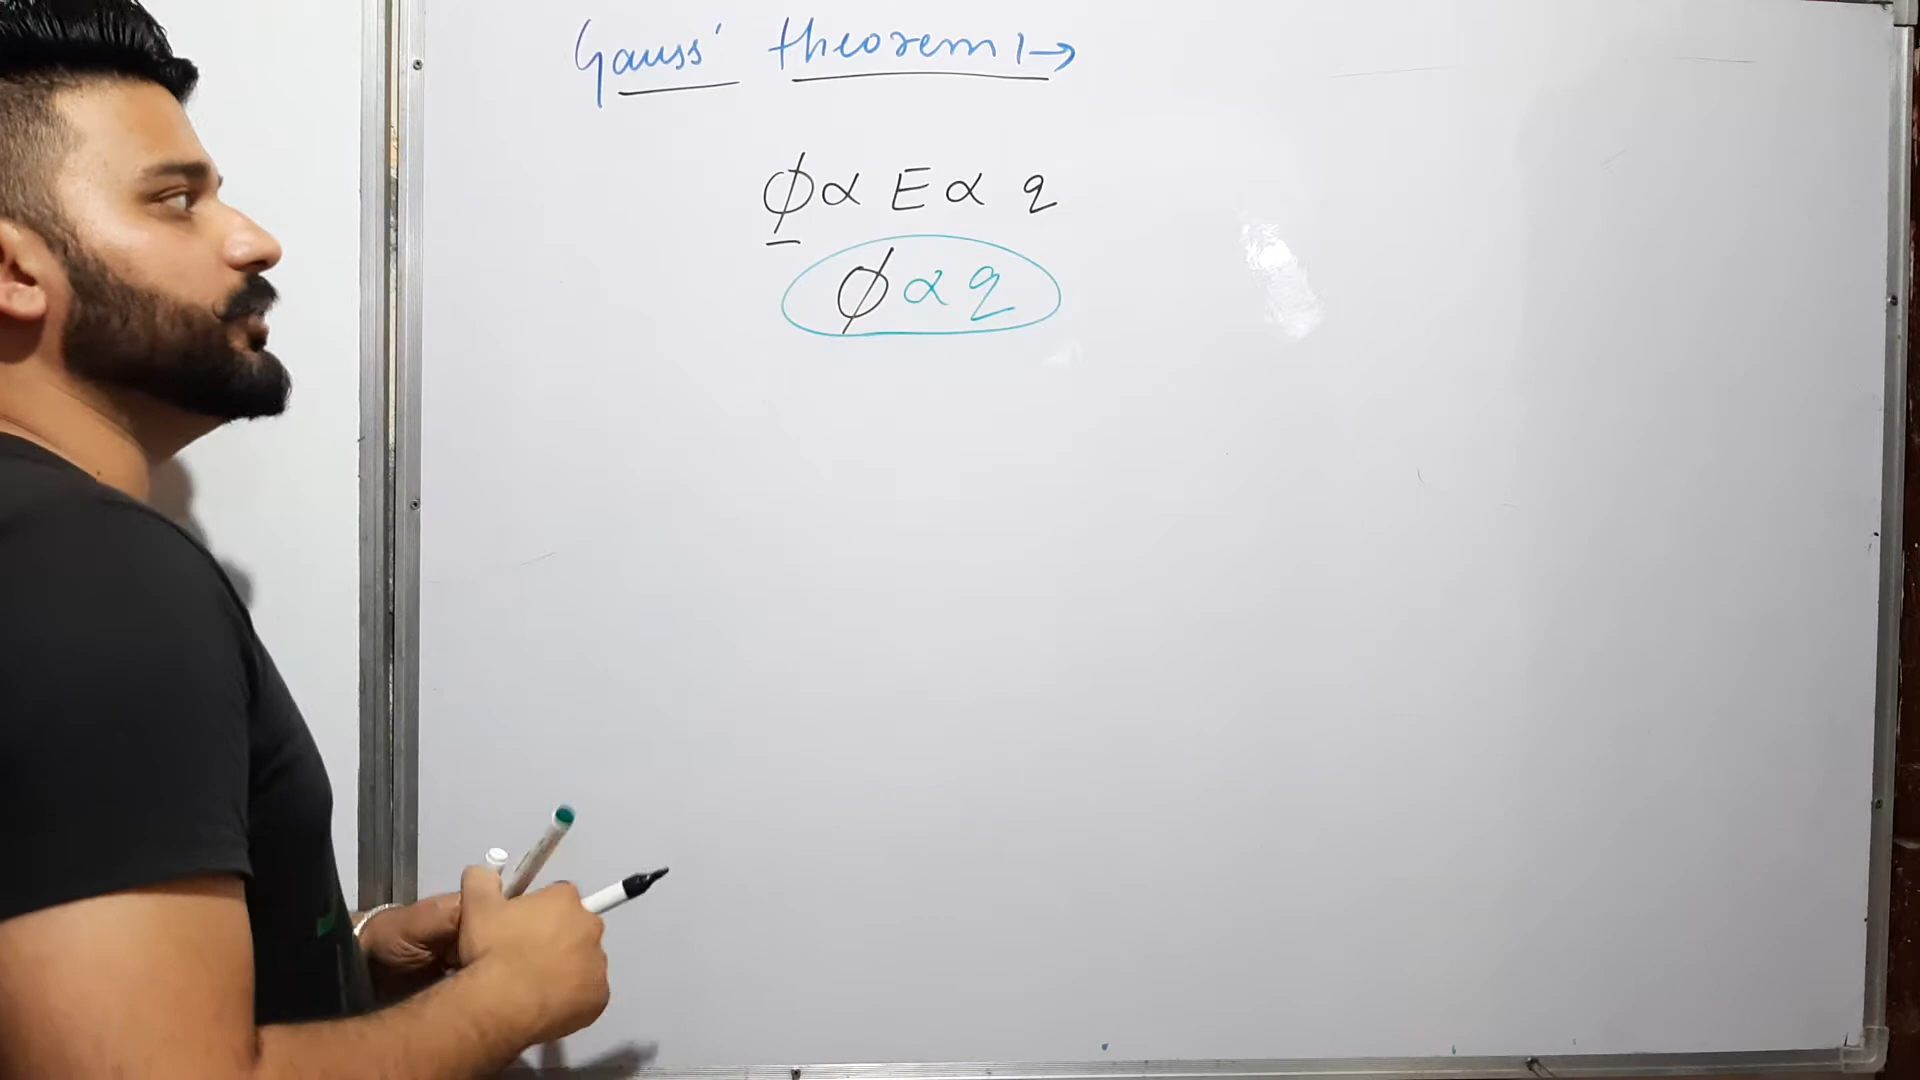 Gauss' theorem :→
ϕ ∝ E ∝ q
ϕ ∝ q